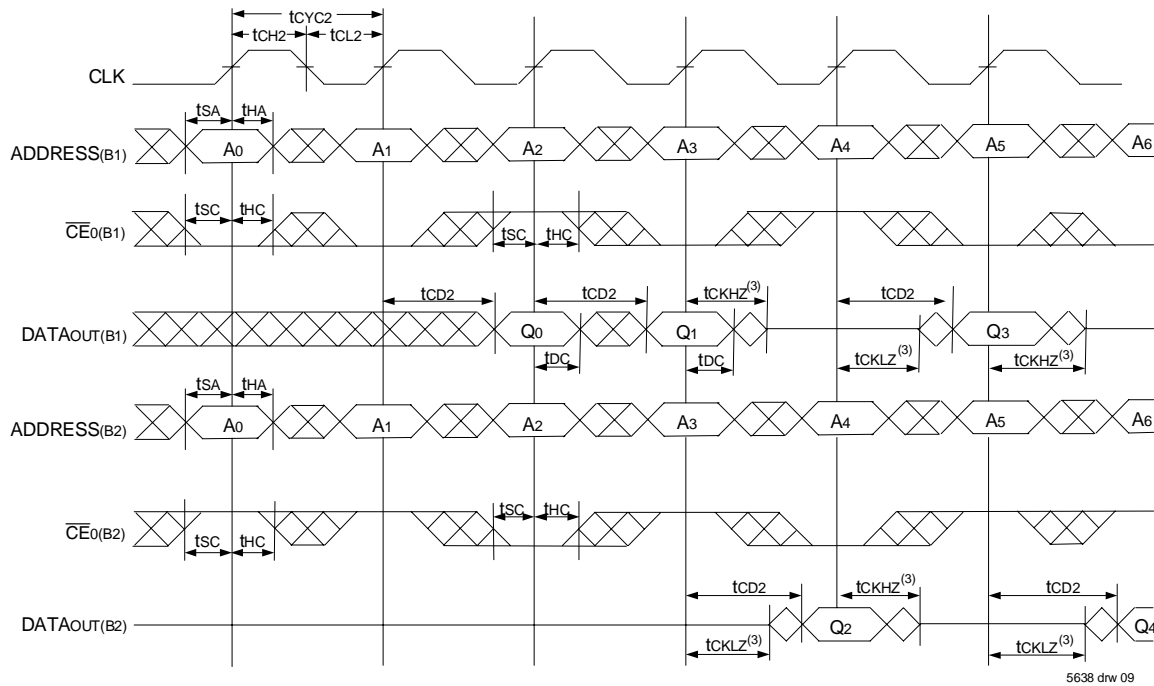 tCYC2
tCH2 tCL2
CLK
tSA tHA
ADDRESS(B1) A0 A1 A2 A3 A4 A5 A6
tSC tHC
CE0(B1)
tSC tHC
tCD2 tCD2 tCKHZ(3) tCD2
DATAOUT(B1) Q0 Q1 Q3
tDC tDC tCKLZ(3) tCKHZ(3)
tSA tHA
ADDRESS(B2) A0 A1 A2 A3 A4 A5 A6
tSC tHC
CE0(B2)
tSC tHC
tCD2 tCKHZ(3) tCD2
DATAOUT(B2) Q2 Q4
tCKLZ(3) tCKLZ(3)
5638 drw 09